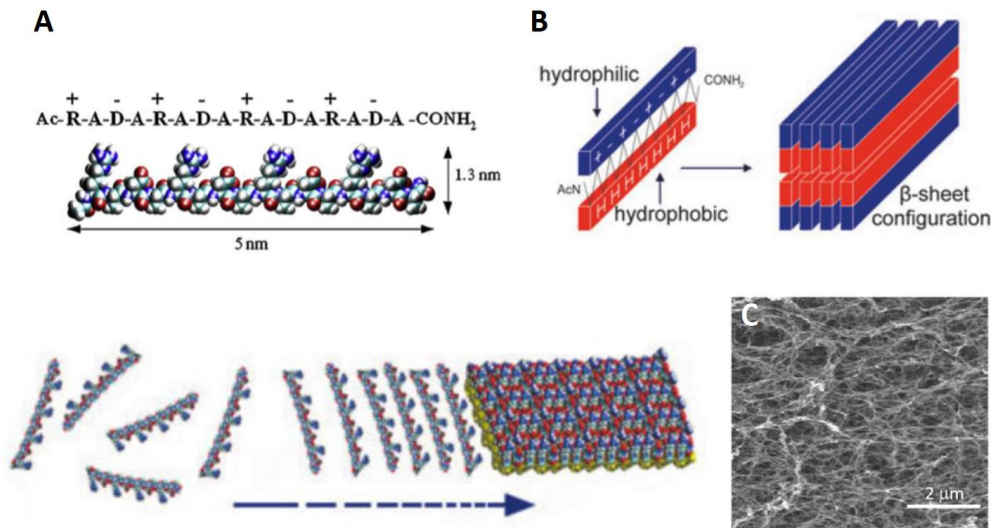 A
+ - + - + - + -
Ac-R-A-D-A-R-A-D-A-R-A-D-A-R-A-D-A -CONH₂
1.3 nm
5 nm
B
hydrophilic
CONH₂
+ - + - + -
AcN
H H H H H H H
hydrophobic
β-sheet
configuration
C
2 μm